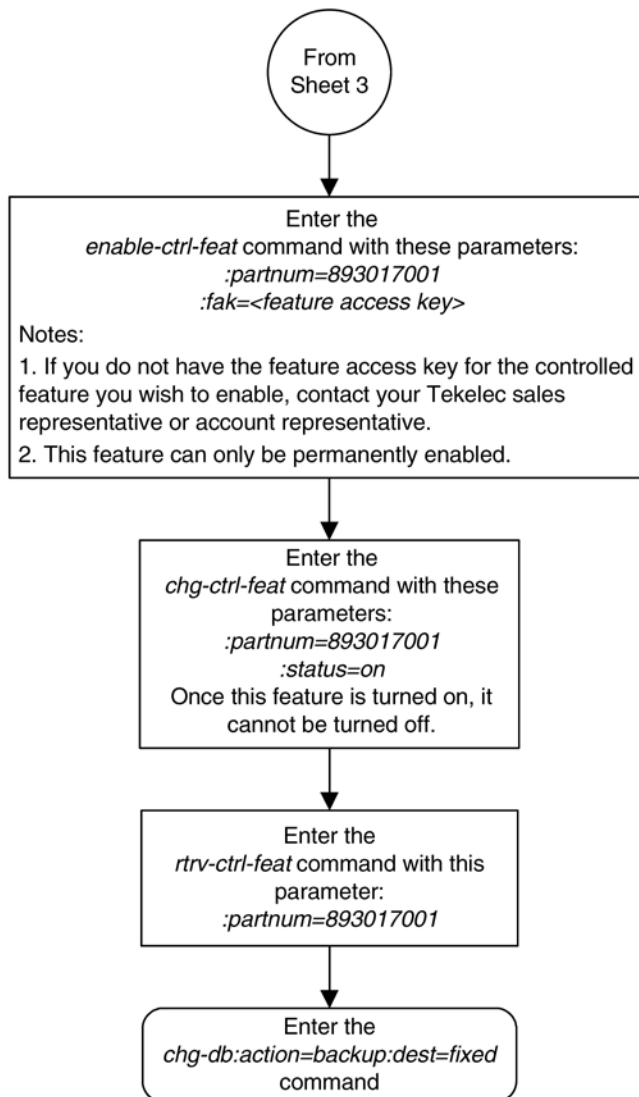 From
Sheet 3
Enter the
enable-ctrl-feat command with these parameters:
:partnum=893017001
:fak=<feature access key>
Notes:
1. If you do not have the feature access key for the controlled
feature you wish to enable, contact your Tekelec sales
representative or account representative.
2. This feature can only be permanently enabled.
Enter the
chg-ctrl-feat command with these
parameters:
:partnum=893017001
:status=on
Once this feature is turned on, it
cannot be turned off.
Enter the
rtrv-ctrl-feat command with this
parameter:
:partnum=893017001
Enter the
chg-db:action=backup:dest=fixed
command